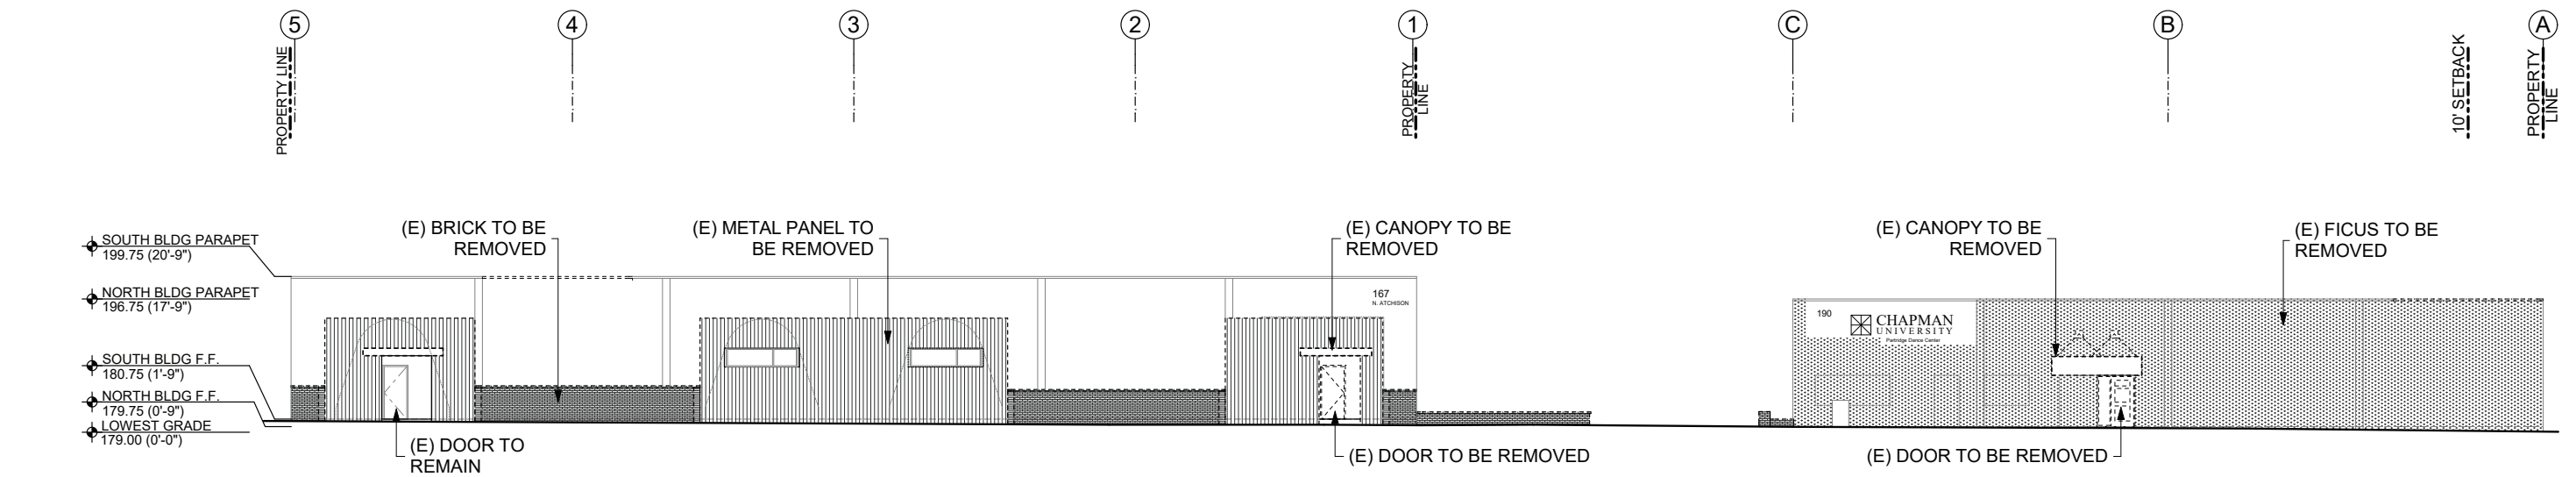 5
4
3
2
1
C
B
A
PROPERTY LINE
PROPERTY
LINE
10' SETBACK
PROPERTY
LINE
(E) BRICK TO BE
REMOVED
(E) METAL PANEL TO
BE REMOVED
(E) CANOPY TO BE
REMOVED
(E) CANOPY TO BE
REMOVED
(E) FICUS TO BE
REMOVED
SOUTH BLDG PARAPET
199.75 (20'-9")
NORTH BLDG PARAPET
196.75 (17'-9")
SOUTH BLDG F.F.
180.75 (1'-9")
NORTH BLDG F.F.
179.75 (0'-9")
LOWEST GRADE
179.00 (0'-0")
167
N. ATCHISON
190
CHAPMAN
UNIVERSITY
Partridge Dance Center
(E) DOOR TO
REMAIN
(E) DOOR TO BE REMOVED
(E) DOOR TO BE REMOVED